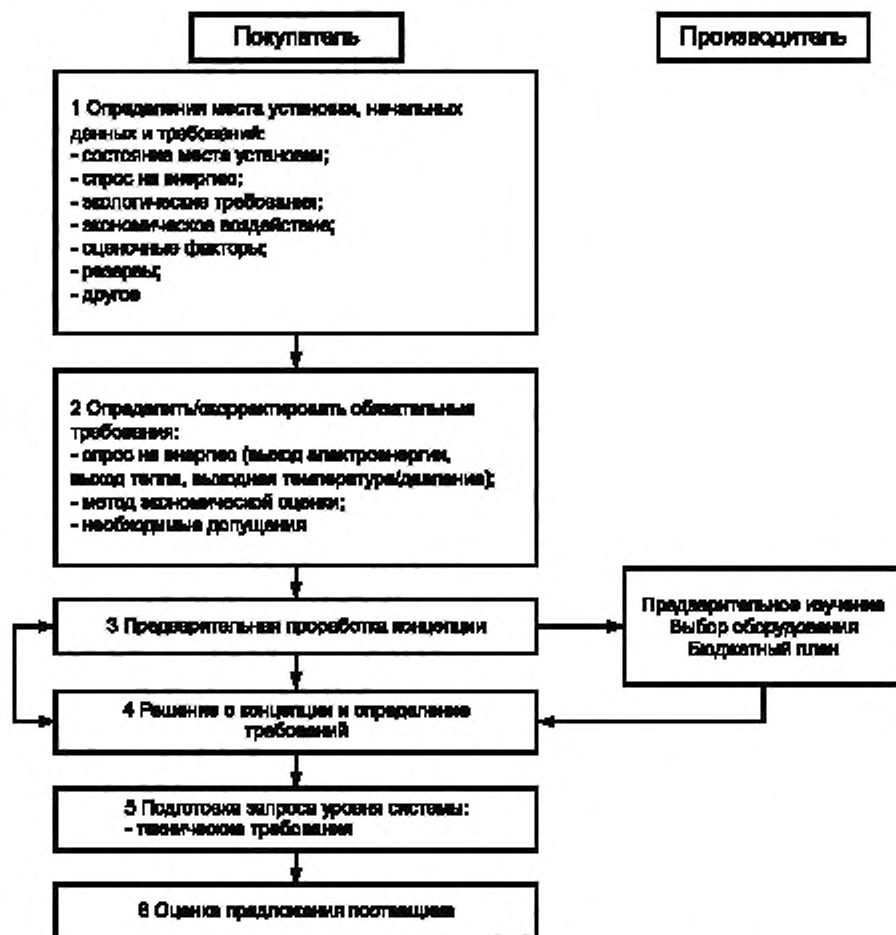 Покупатель
Производитель
1 Определения места установки, начальных
данных и требований:
- состояние места установки;
- спрос на энергию;
- экологические требования;
- экономическое воздействие;
- оценочные факторы;
- резервы;
- другое
2 Определить/скорректировать обязательные
требования:
- спрос на энергию (выход электроэнергии,
выход тепла, выходная температура/давление);
- метод экономической оценки;
- необходимые допущения
3 Предварительная проработка концепции
Предварительное изучение
Выбор оборудования
Бюджетный план
4 Решение о концепции и определение
требований
5 Подготовка запроса уровня системы:
- технические требования
6 Оценка предложения поставщика